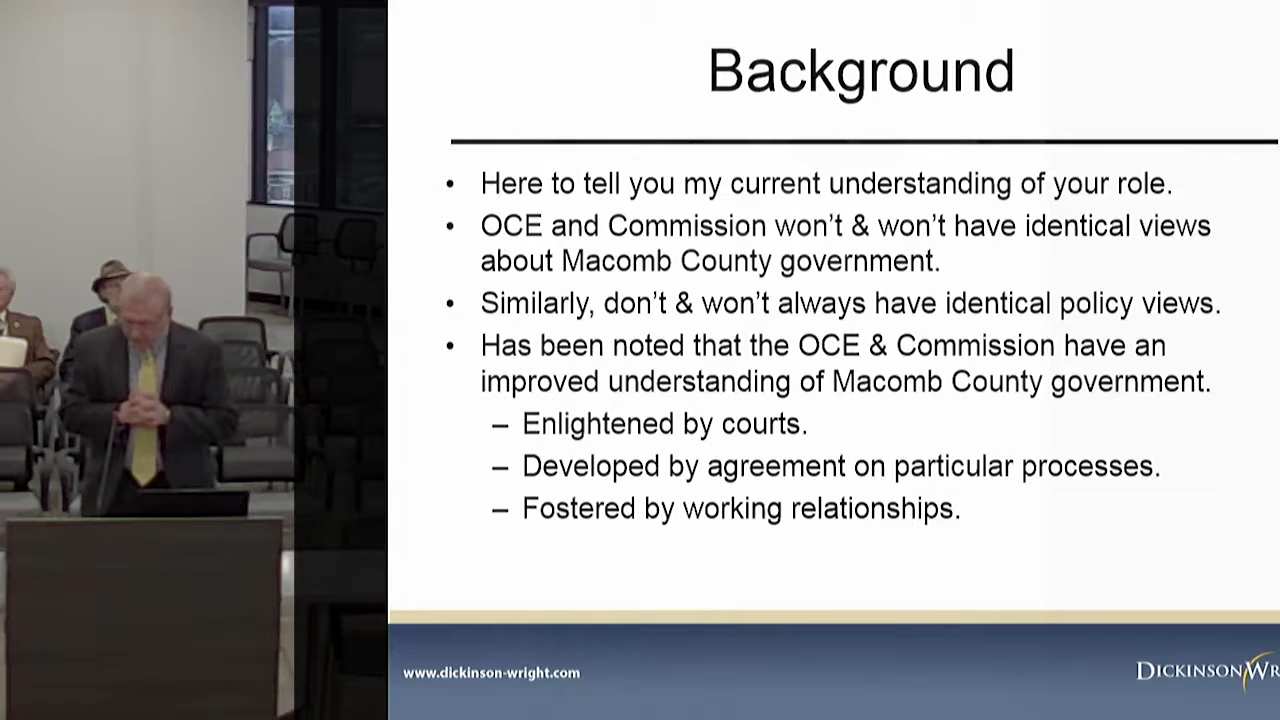 Background
• Here to tell you my current understanding of your role.
• OCE and Commission won't & won't have identical views
about Macomb County government.
• Similarly, don't & won't always have identical policy views.
• Has been noted that the OCE & Commission have an
improved understanding of Macomb County government.
– Enlightened by courts.
– Developed by agreement on particular processes.
– Fostered by working relationships.
www.dickinson-wright.com
DICKINSON WR